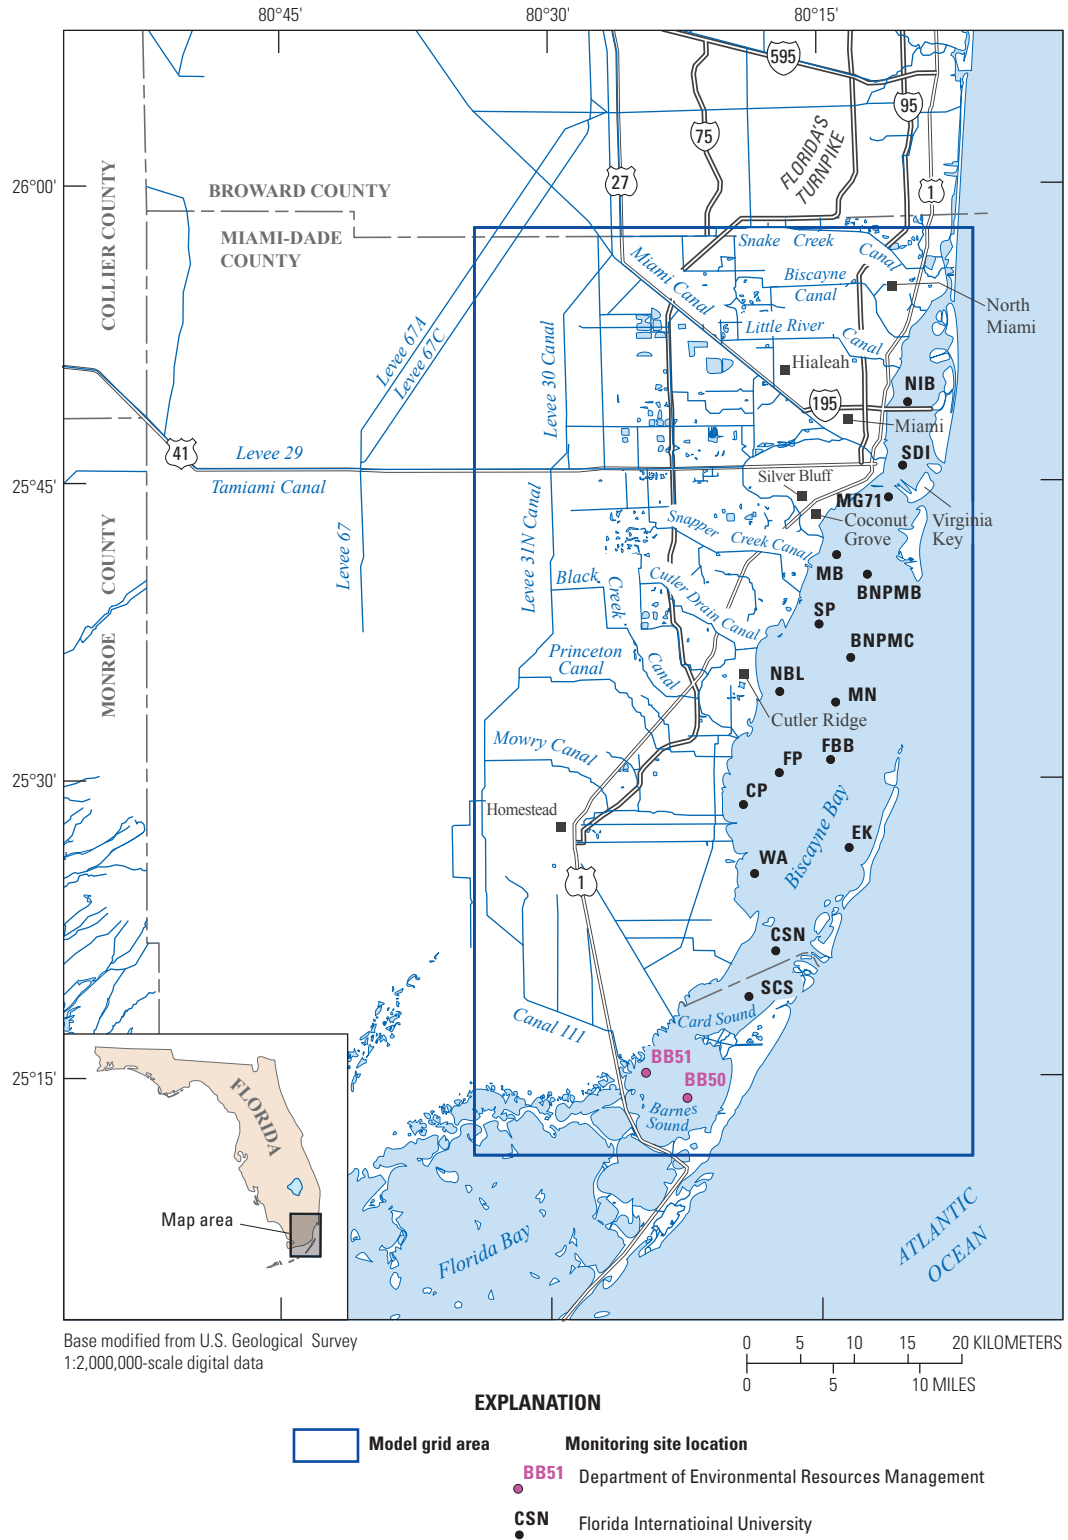 80°45'
80°30'
80°15'
595
95
75
FLORIDA'S
TURNPIKE
27
1
26°00'
BROWARD COUNTY
MIAMI-DADE
COUNTY
COLLIER COUNTY
Snake Creek Canal
Miami Canal
Biscayne
Canal
North
Miami
Little River Canal
Levee 67A
Levee 67C
Levee 30 Canal
Hialeah
NIB
195
Miami
41
Levee 29
Tamiami Canal
SDI
25°45'
Silver Bluff
MG71
Coconut
Grove
Virginia
Key
Snapper Creek Canal
MONROE COUNTY
Levee 67
Levee 31N Canal
MB
BNPMB
Black Creek Canal
Cutler Drain Canal
SP
Princeton
Canal
BNPMC
NBL
MN
Cutler Ridge
Mowry Canal
FBB
FP
25°30'
CP
Homestead
Biscayne Bay
EK
WA
1
CSN
SCS
Card Sound
Canal 111
BB51
25°15'
BB50
Barnes
Sound
FLORIDA
Map area
Florida Bay
ATLANTIC
OCEAN
Base modified from U.S. Geological Survey
1:2,000,000-scale digital data
0 5 10 15 20 KILOMETERS
0 5 10 MILES
EXPLANATION
Model grid area
Monitoring site location
BB51 Department of Environmental Resources Management
CSN Florida Internatioinal University